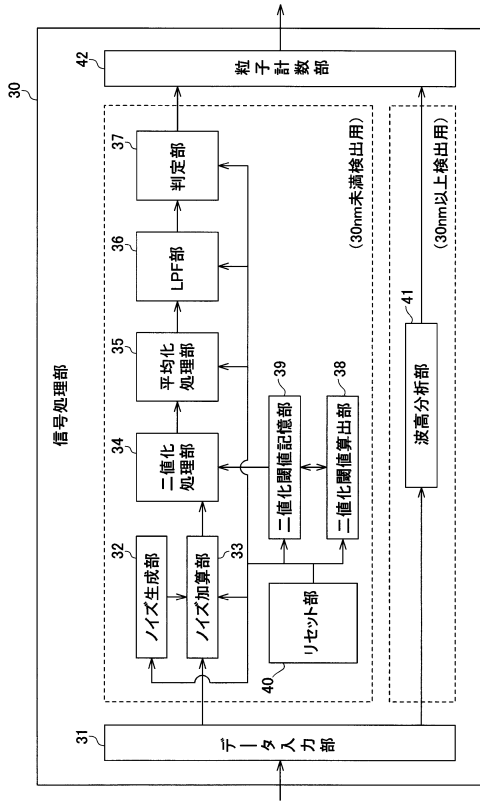 30
信号処理部
31
データ入力部
32
ノイズ生成部
33
ノイズ加算部
34
二値化
処理部
35
平均化
処理部
36
LPF部
37
判定部
39
二値化閾値記憶部
38
二値化閾値算出部
40
リセット部
(30nm未満検出用)
41
波高分析部
(30nm以上検出用)
42
粒子計数部